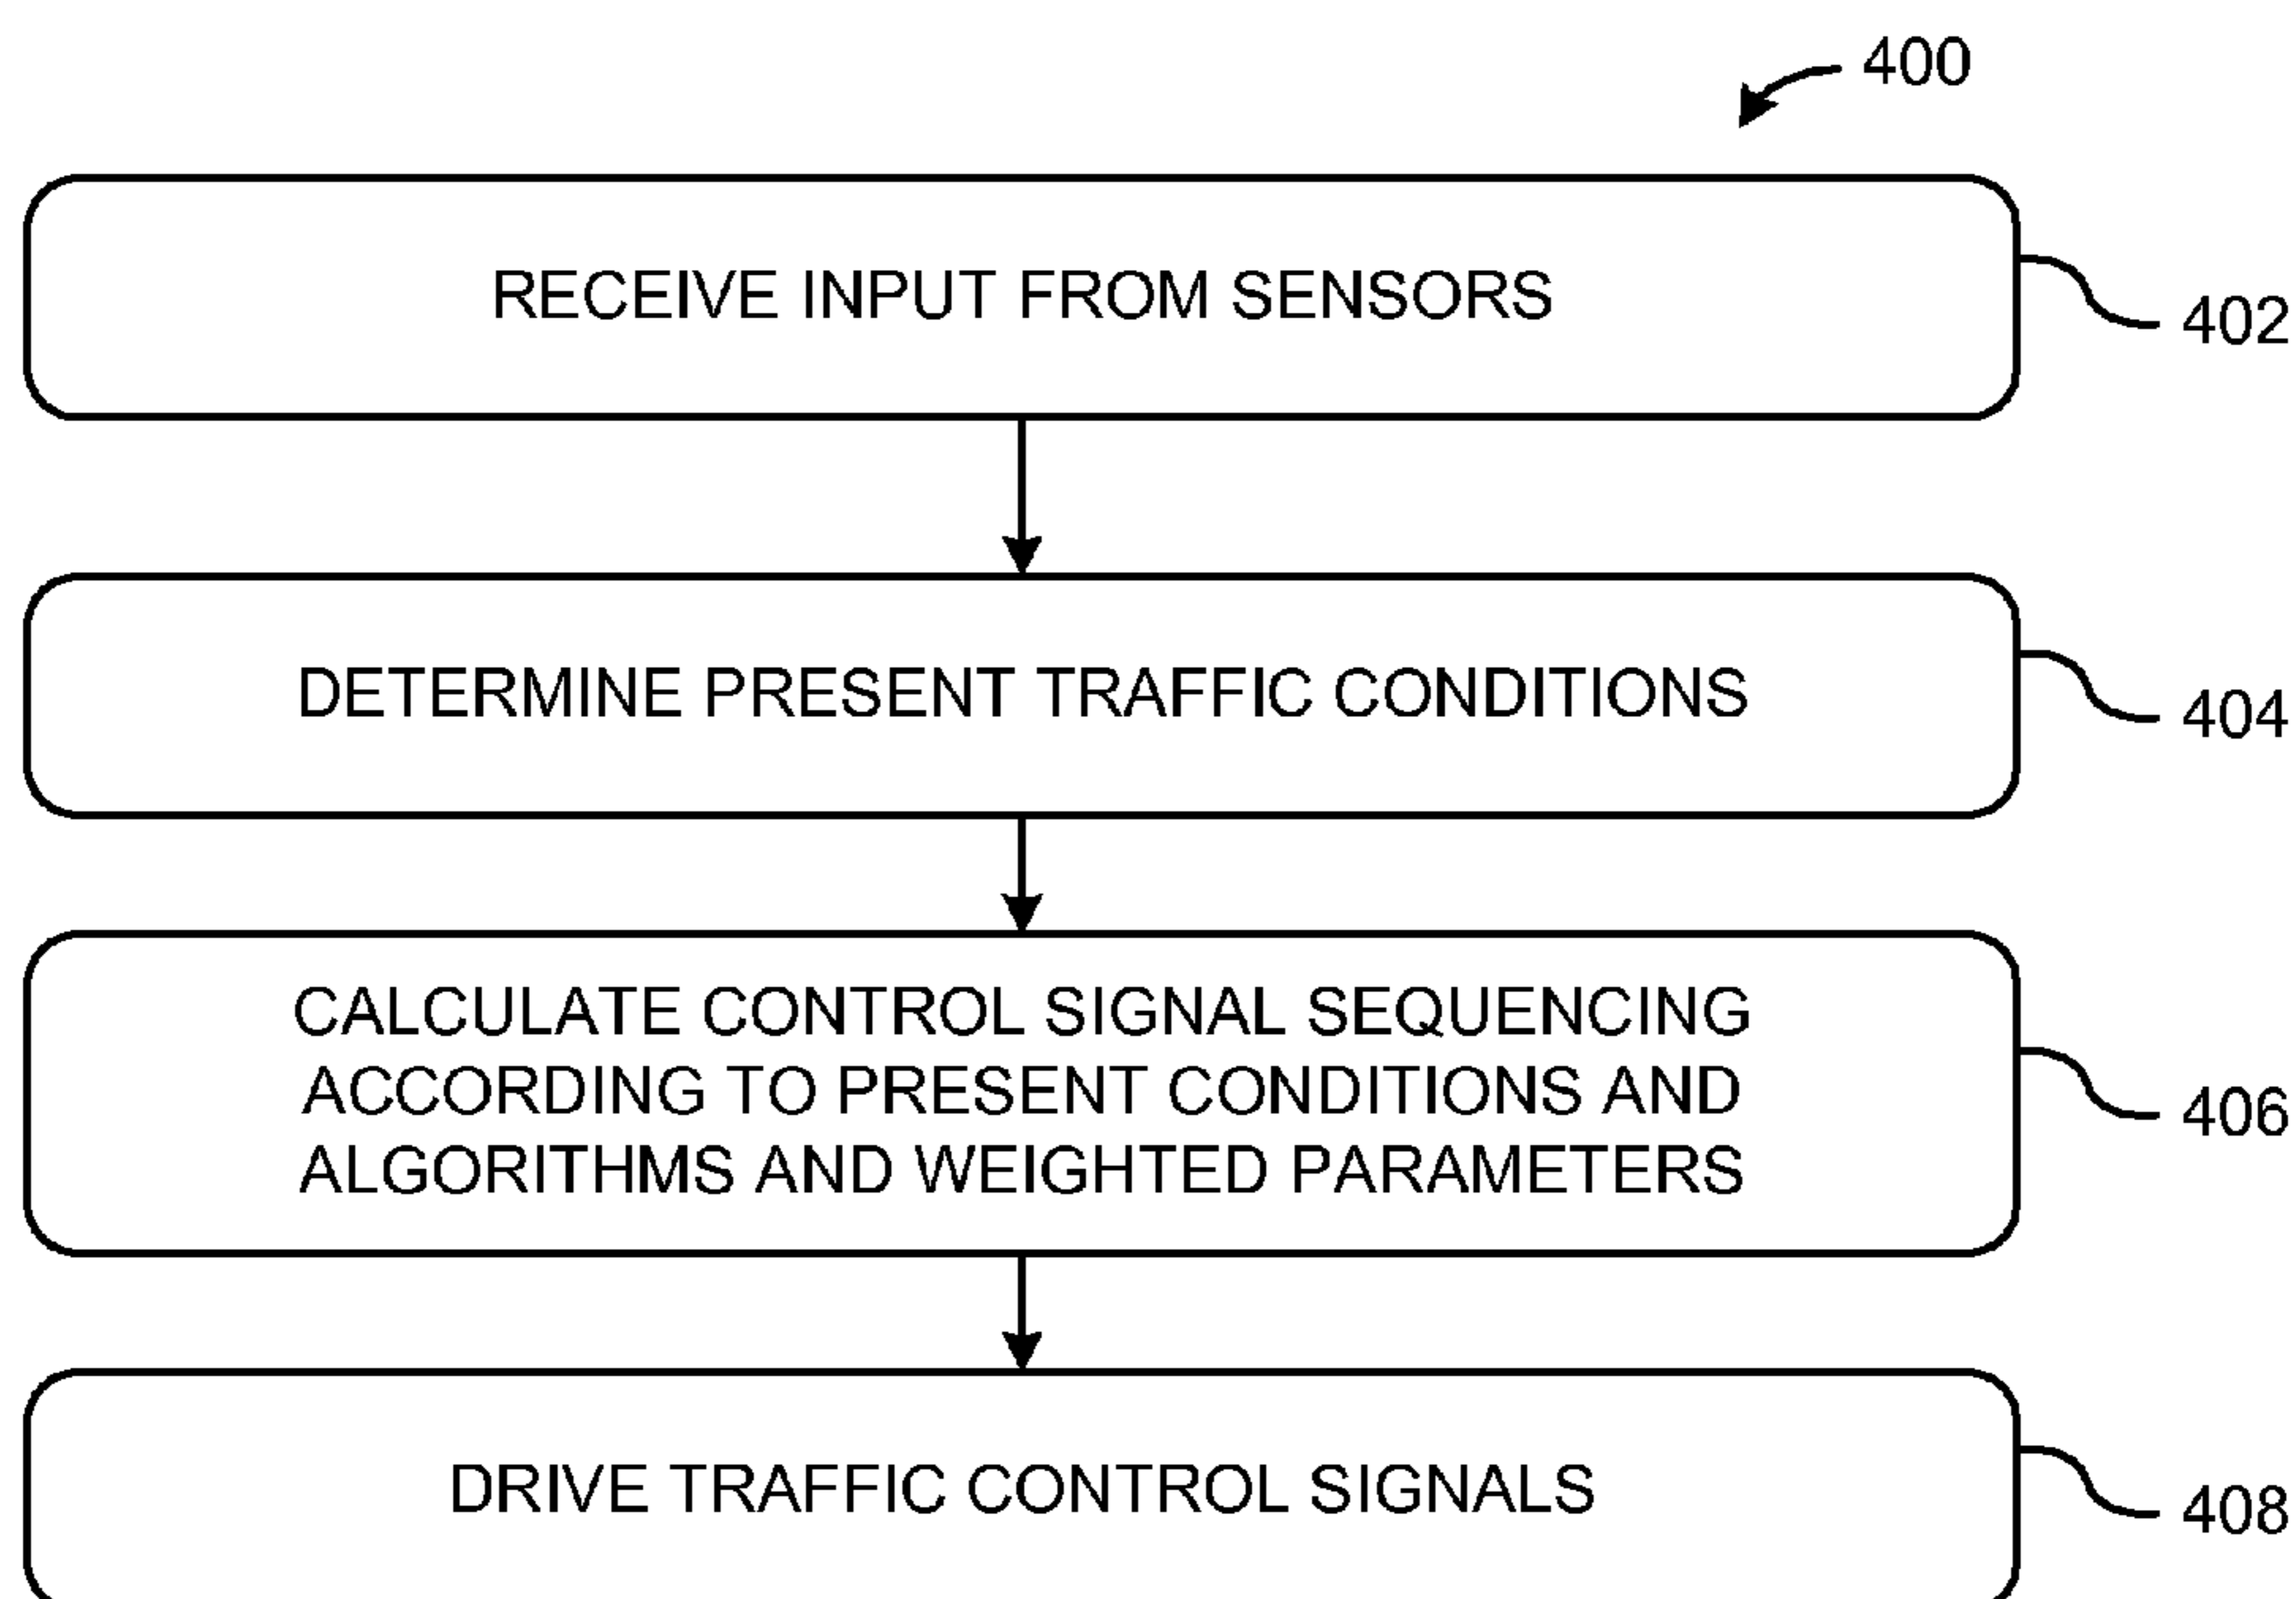 400
RECEIVE INPUT FROM SENSORS
402
DETERMINE PRESENT TRAFFIC CONDITIONS
404
CALCULATE CONTROL SIGNAL SEQUENCING
ACCORDING TO PRESENT CONDITIONS AND
ALGORITHMS AND WEIGHTED PARAMETERS
406
DRIVE TRAFFIC CONTROL SIGNALS
408